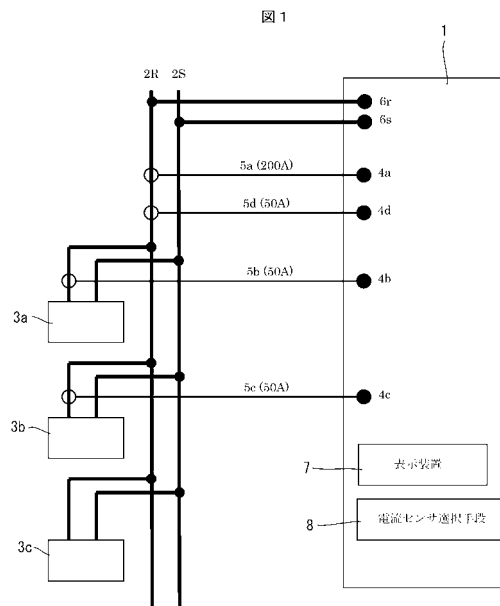 図1
1
2R 2S
6r
6s
5a (200A)
4a
5d (50A)
4d
5b (50A)
4b
3a
5c (50A)
4c
3b
7
表示装置
8
電流センサ選択手段
3c